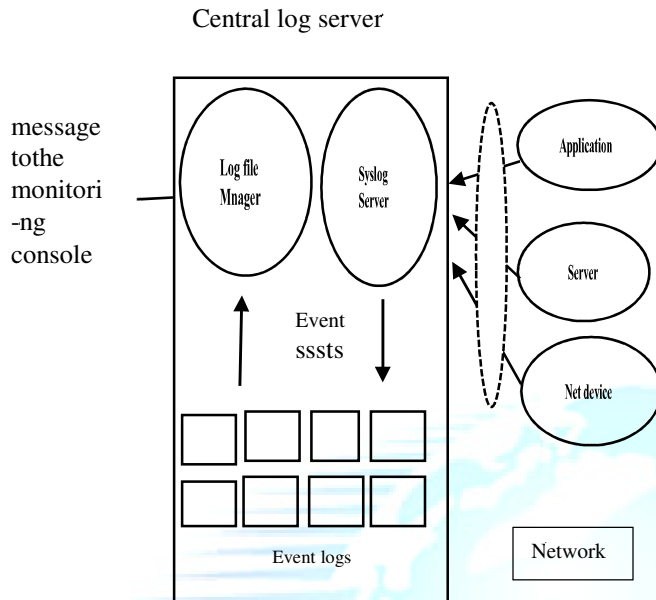 Central log server
message
tothe
monitori
-ng
console
Log file
Mnager
Syslog
Server
Application
Server
Net device
Event
sssts
Event logs
Network